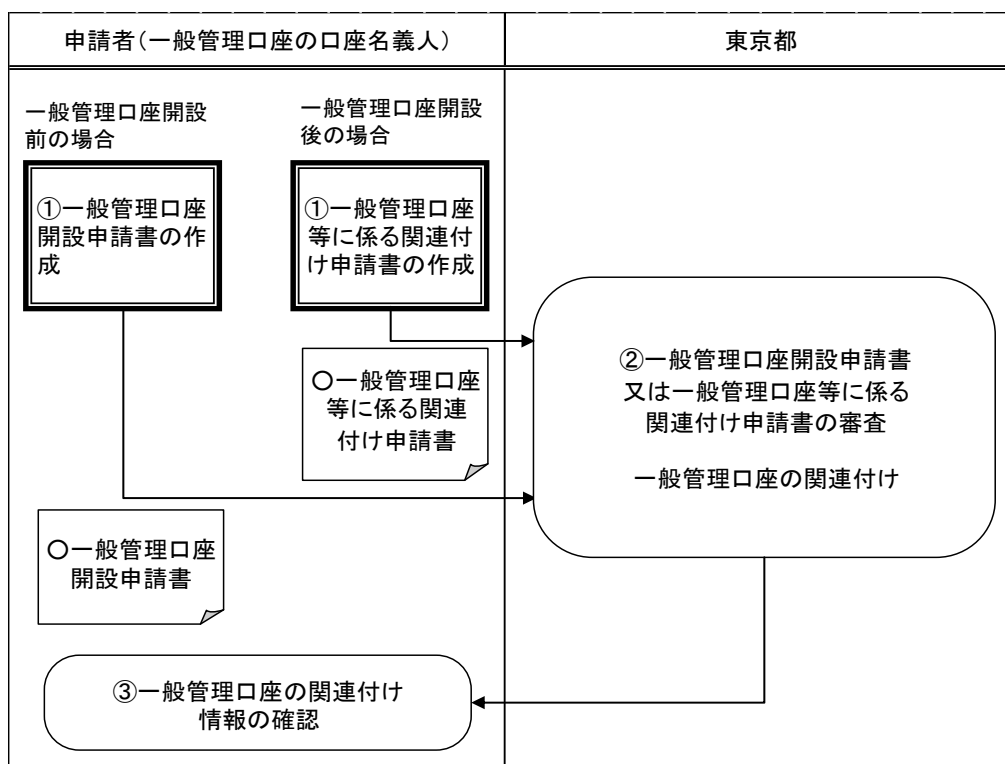 申請者（一般管理口座の口座名義人）
東京都
一般管理口座開設
前の場合
一般管理口座開設
後の場合
①一般管理口座
開設申請書の作
成
①一般管理口座
等に係る関連付
け申請書の作成
○一般管理口座
等に係る関連
付け申請書
②一般管理口座開設申請書
又は一般管理口座等に係る
関連付け申請書の審査
一般管理口座の関連付け
○一般管理口座
開設申請書
③一般管理口座の関連付け
情報の確認